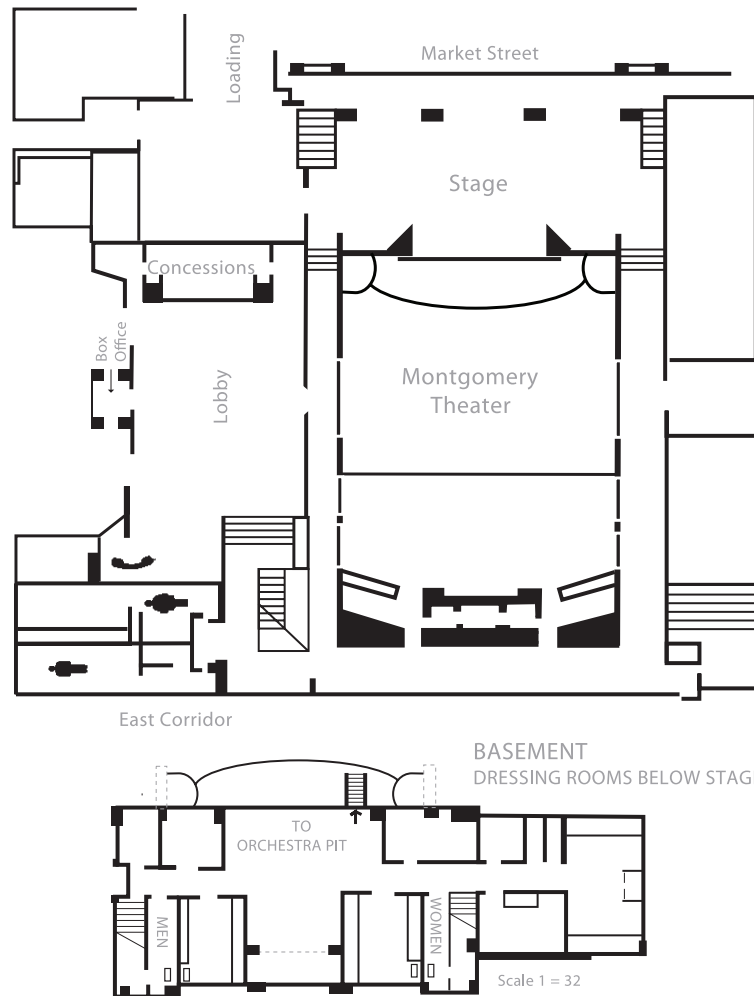 Loading
Market Street
Stage
Concessions
Box
Office
Lobby
Montgomery
Theater
East Corridor
BASEMENT
DRESSING ROOMS BELOW STAG
TO
ORCHESTRA PIT
MEN
WOMEN
Scale 1 = 32